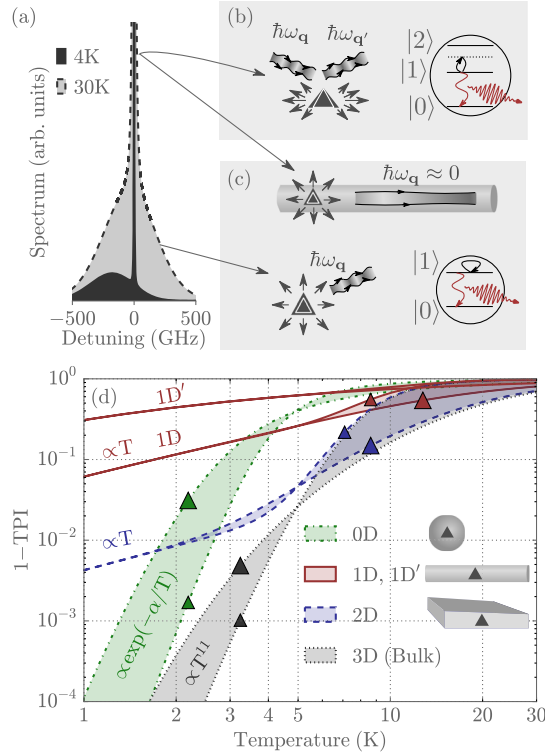 (a)
4K
30K
Spectrum (arb. units)
−500
0
500
Detuning (GHz)
(b)
ℏω_q
ℏω_q′
|2⟩
|1⟩
|0⟩
(c)
ℏω_q ≈ 0
ℏω_q
|1⟩
|0⟩
(d)
1D′
∝T 1D
∝T
∝exp(−α/T)
∝T^11
0D
1D, 1D′
2D
3D (Bulk)
1−TPI
10^0
10^−1
10^−2
10^−3
10^−4
1 2 3 4 5 10 20 30
Temperature (K)